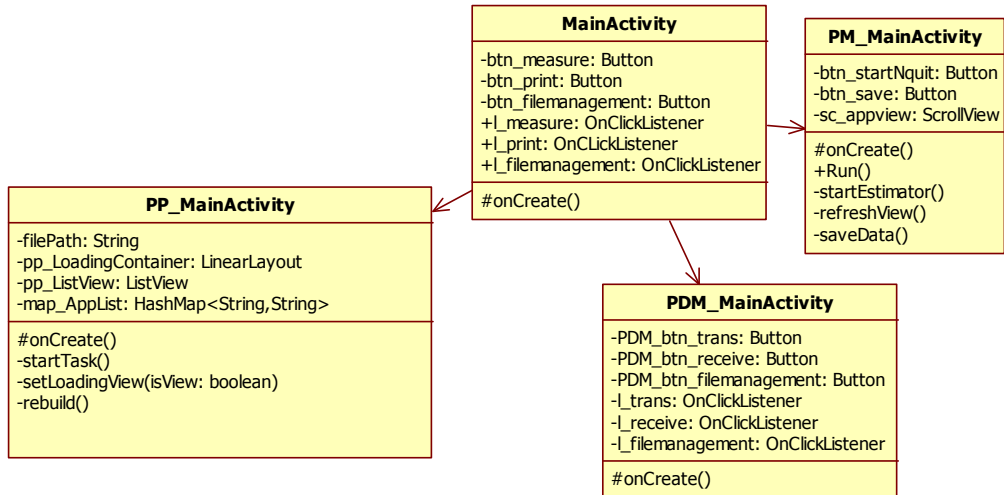 MainActivity
-btn_measure: Button
-btn_print: Button
-btn_filemanagement: Button
+l_measure: OnClickListener
+l_print: OnCLickListener
+l_filemanagement: OnClickListener
#onCreate()
PM_MainActivity
-btn_startNquit: Button
-btn_save: Button
-sc_appview: ScrollView
#onCreate()
+Run()
-startEstimator()
-refreshView()
-saveData()
PP_MainActivity
-filePath: String
-pp_LoadingContainer: LinearLayout
-pp_ListView: ListView
-map_AppList: HashMap<String,String>
#onCreate()
-startTask()
-setLoadingView(isView: boolean)
-rebuild()
PDM_MainActivity
-PDM_btn_trans: Button
-PDM_btn_receive: Button
-PDM_btn_filemanagement: Button
-l_trans: OnClickListener
-l_receive: OnClickListener
-l_filemanagement: OnClickListener
#onCreate()